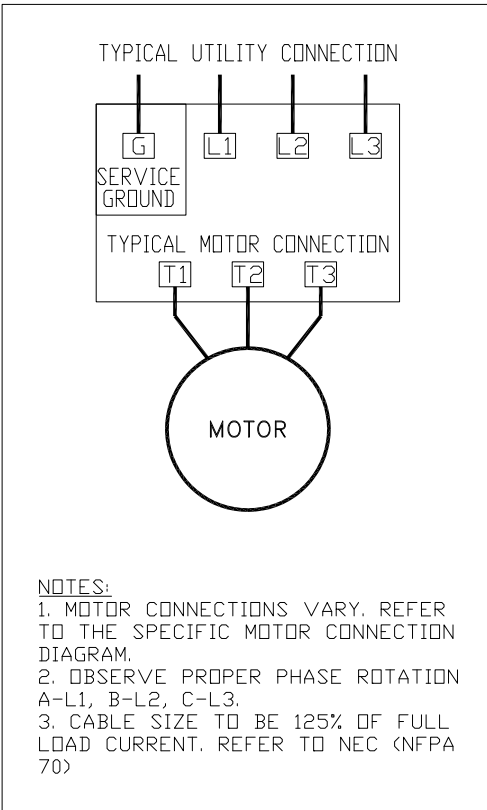 TYPICAL UTILITY CONNECTION
G L1 L2 L3
SERVICE
GROUND
TYPICAL MOTOR CONNECTION
T1 T2 T3
MOTOR
NOTES:
1. MOTOR CONNECTIONS VARY. REFER
TO THE SPECIFIC MOTOR CONNECTION
DIAGRAM.
2. OBSERVE PROPER PHASE ROTATION
A-L1, B-L2, C-L3.
3. CABLE SIZE TO BE 125% OF FULL
LOAD CURRENT. REFER TO NEC (NFPA
70)